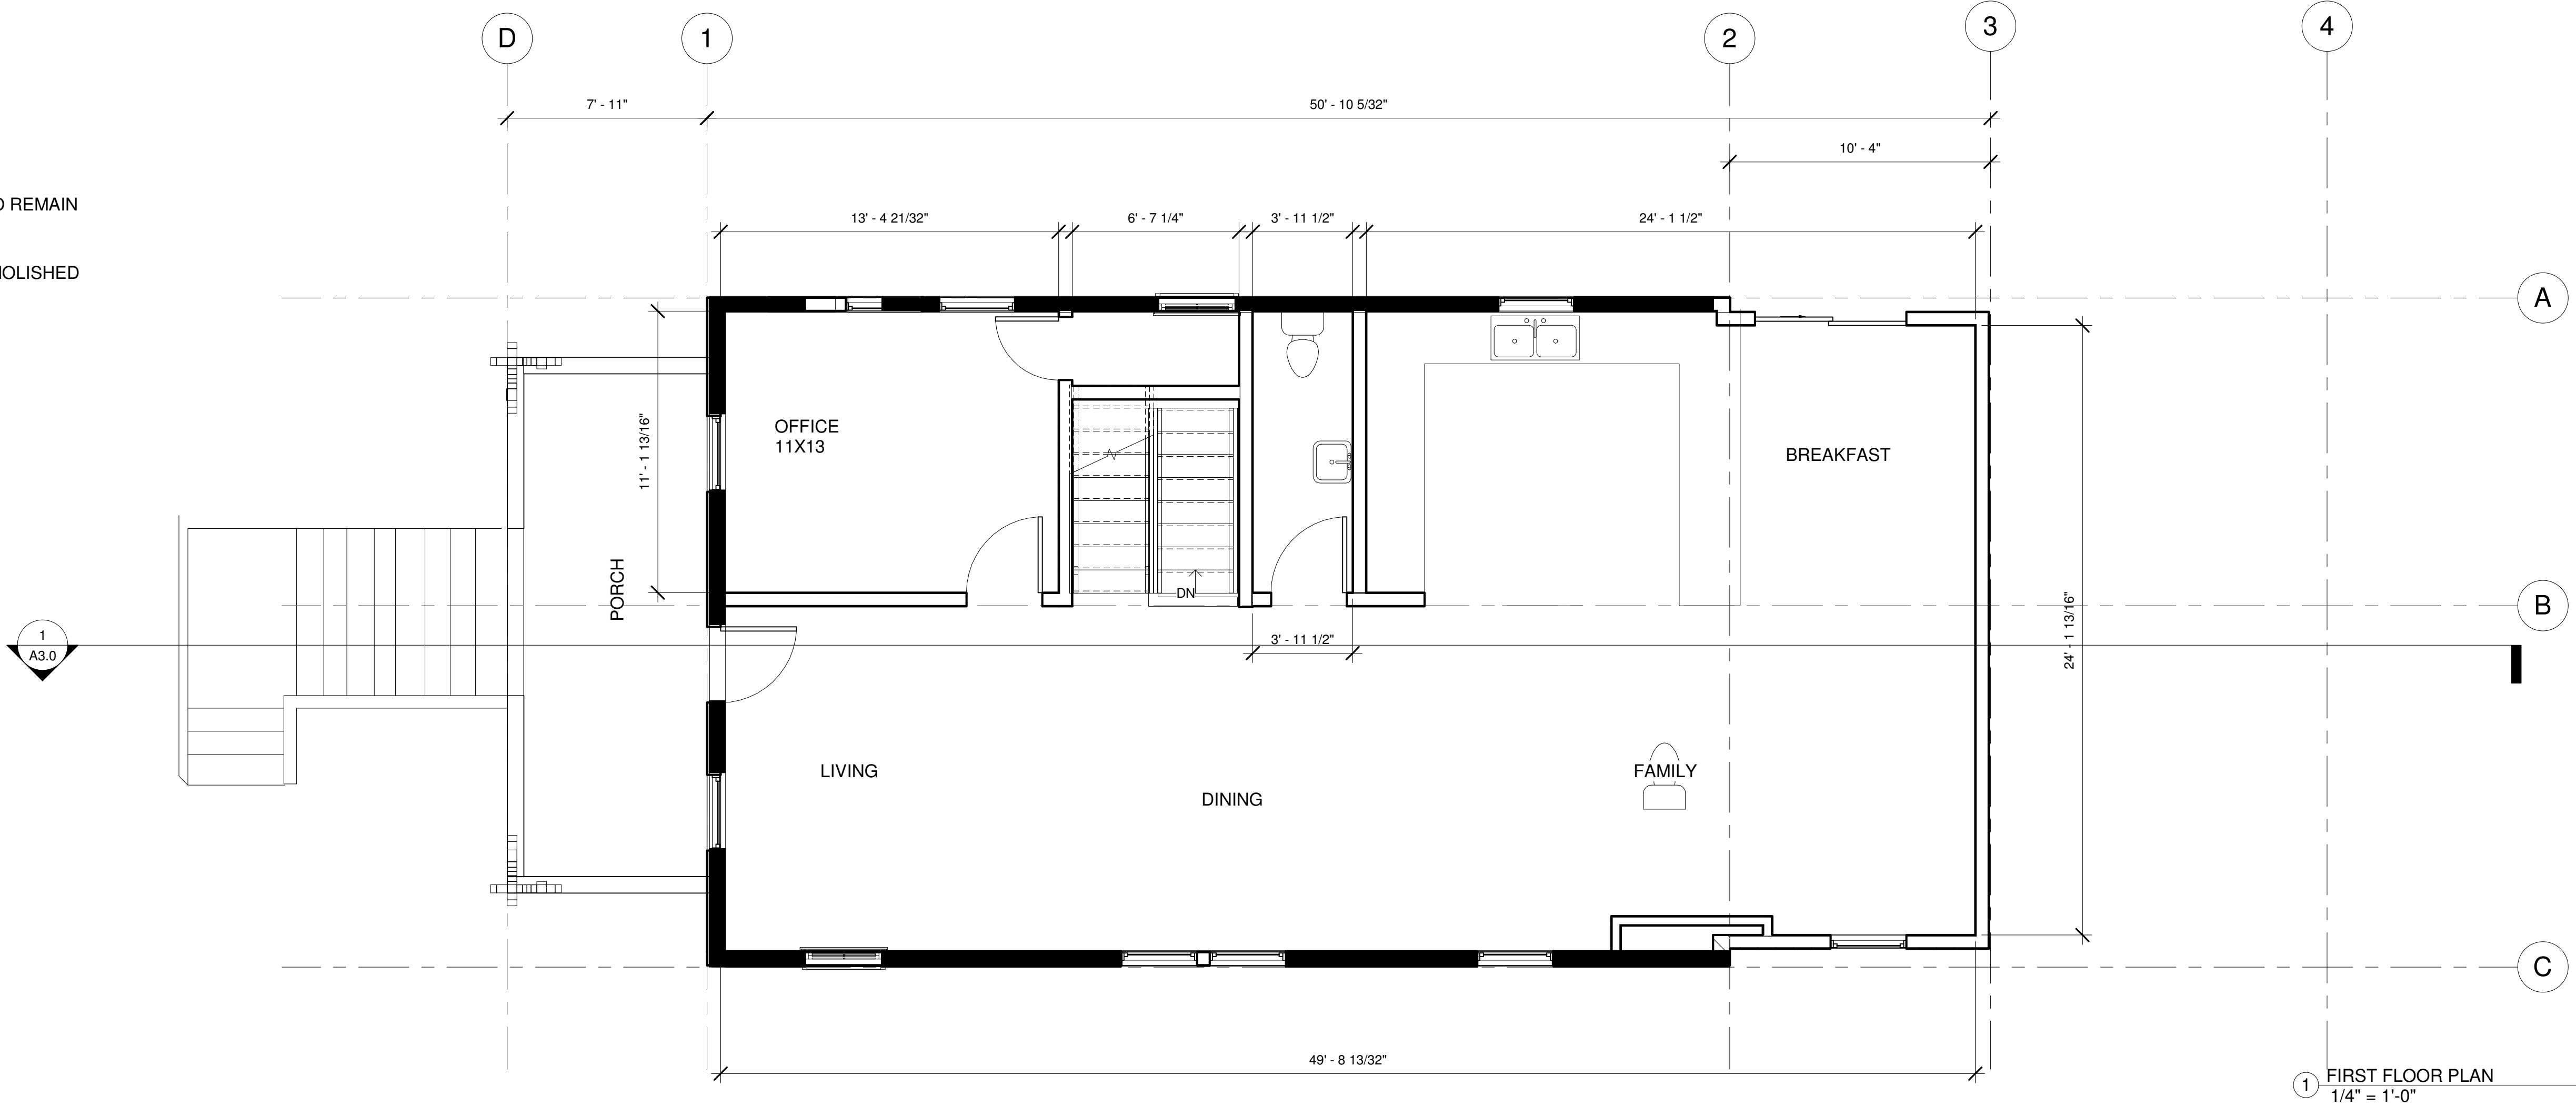 D
1
2
3
4
7' - 11"
50' - 10 5/32"
10' - 4"
REMAIN
13' - 4 21/32"
6' - 7 1/4"
3' - 11 1/2"
24' - 1 1/2"
A
OFFICE
11X13
11' - 1 13/16"
BREAKFAST
PORCH
DN
B
1
A3.0
3' - 11 1/2"
24' - 1 13/16"
LIVING
DINING
FAMILY
C
49' - 8 13/32"
1
FIRST FLOOR PLAN
1/4" = 1'-0"